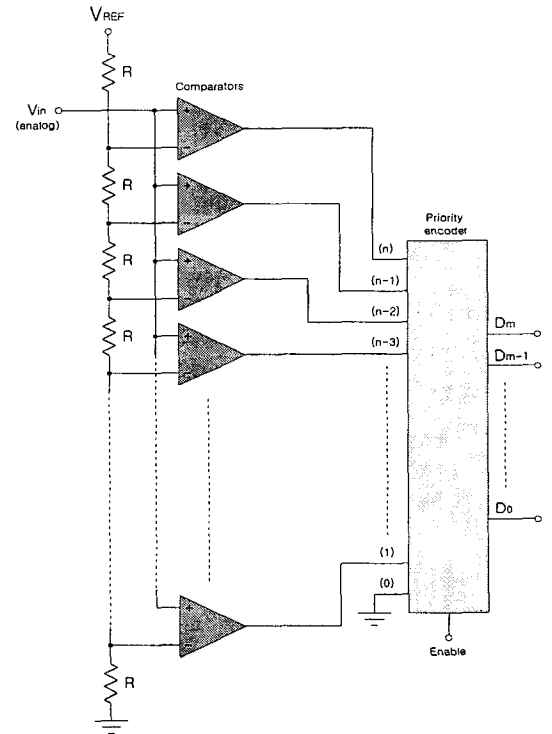 VREF
R
Comparators
Vin
(analog)
+
−
R
+
−
Priority
encoder
R
(n)
+
−
(n-1)
(n-2)
Dm
R
+
−
(n-3)
Dm-1
D0
(1)
(0)
+
−
Enable
R